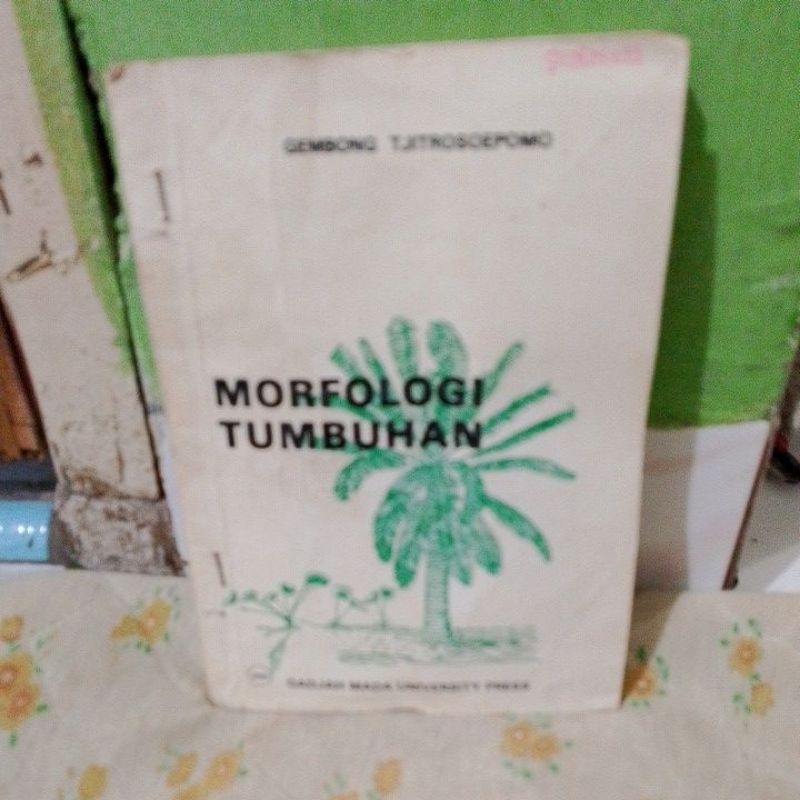 GEMBONG TJITROSOEPOMO
MORFOLOGI
TUMBUHAN
GADJAH MADA UNIVERSITY PRESS